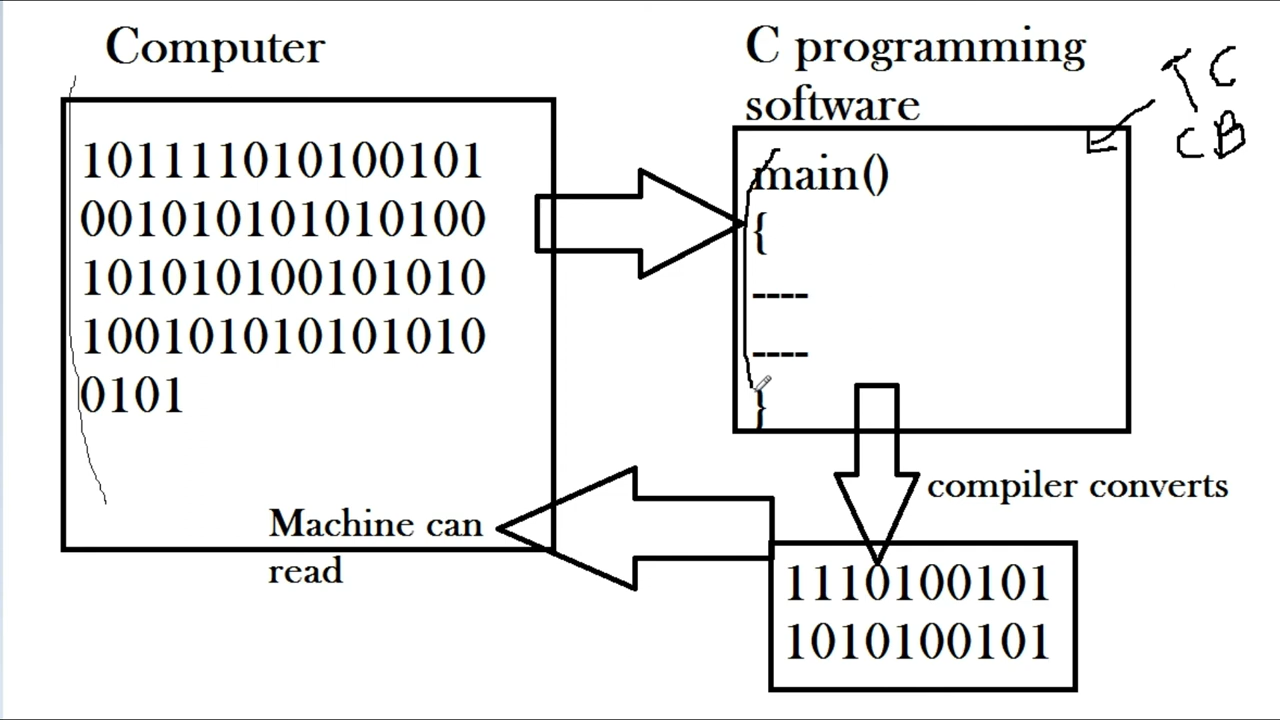 Computer
101111010100101
001010101010100
101010100101010
100101010101010
0101
Machine can
read
C programming
software
TC
CB
main()
{
----
----
}
compiler converts
1110100101
1010100101